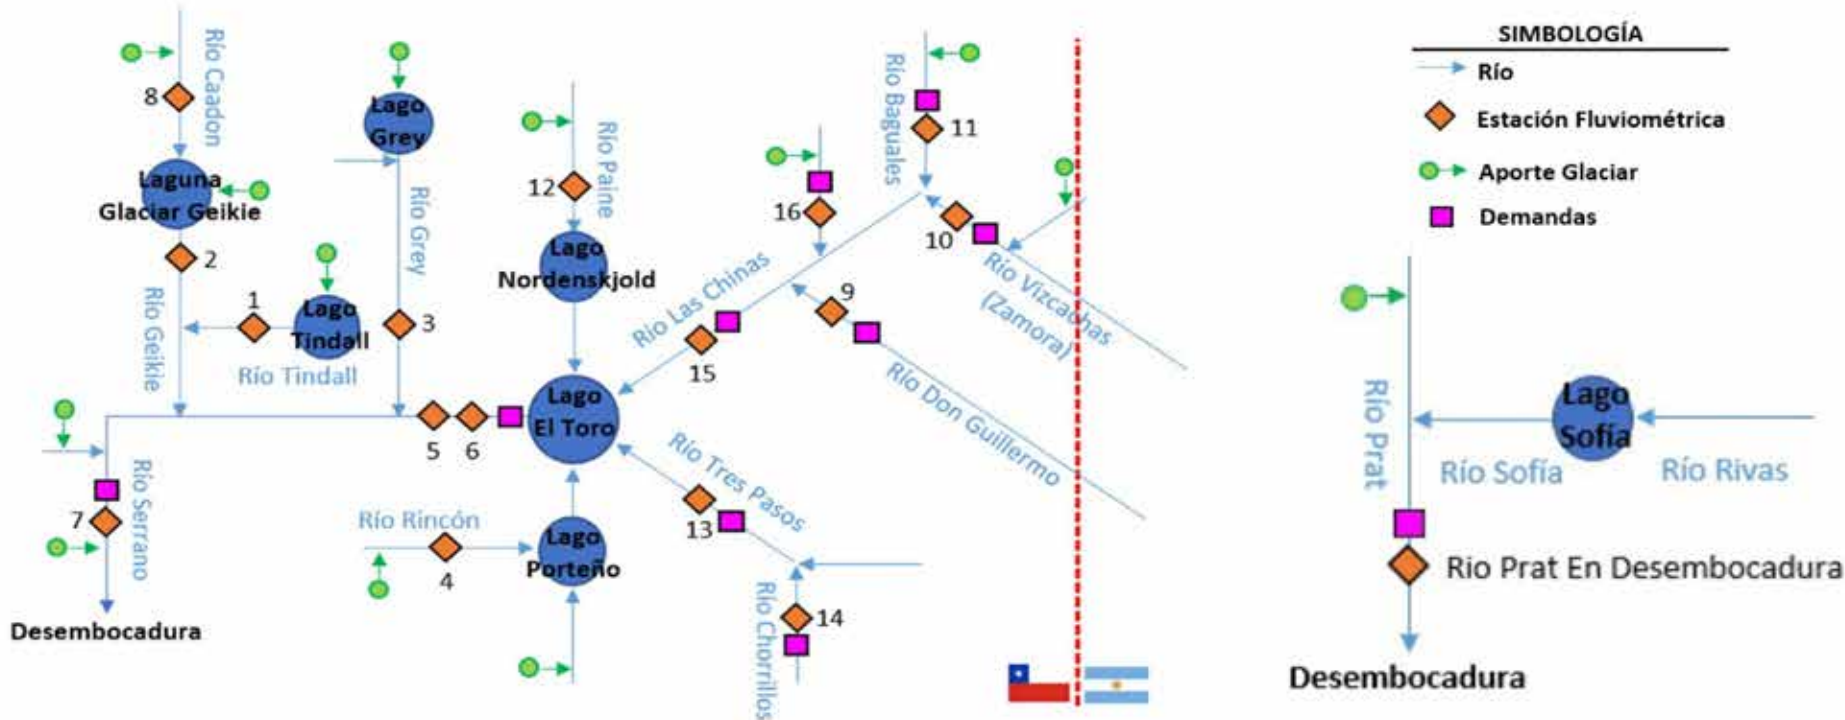 Río Caadon
8
Laguna
Glaciar Geikie
2
Río Geikie
1
Lago
Tindall
Río Tindall
Lago
Grey
Río Grey
3
Río Paine
12
Lago
Nordenskjold
Río Baguales
11
16
10
Río Vizcachas
(Zamora)
Río Las Chinas
15
9
Río Don Guillermo
Lago
El Toro
5
6
Río Serrano
7
Desembocadura
Río Rincón
4
Lago
Porteño
Río Tres Pasos
13
Río Chorrillos
14
SIMBOLOGÍA
Río
Estación Fluviométrica
Aporte Glaciar
Demandas
Río Prat
Lago
Sofía
Río Sofía
Río Rivas
Rio Prat En Desembocadura
Desembocadura